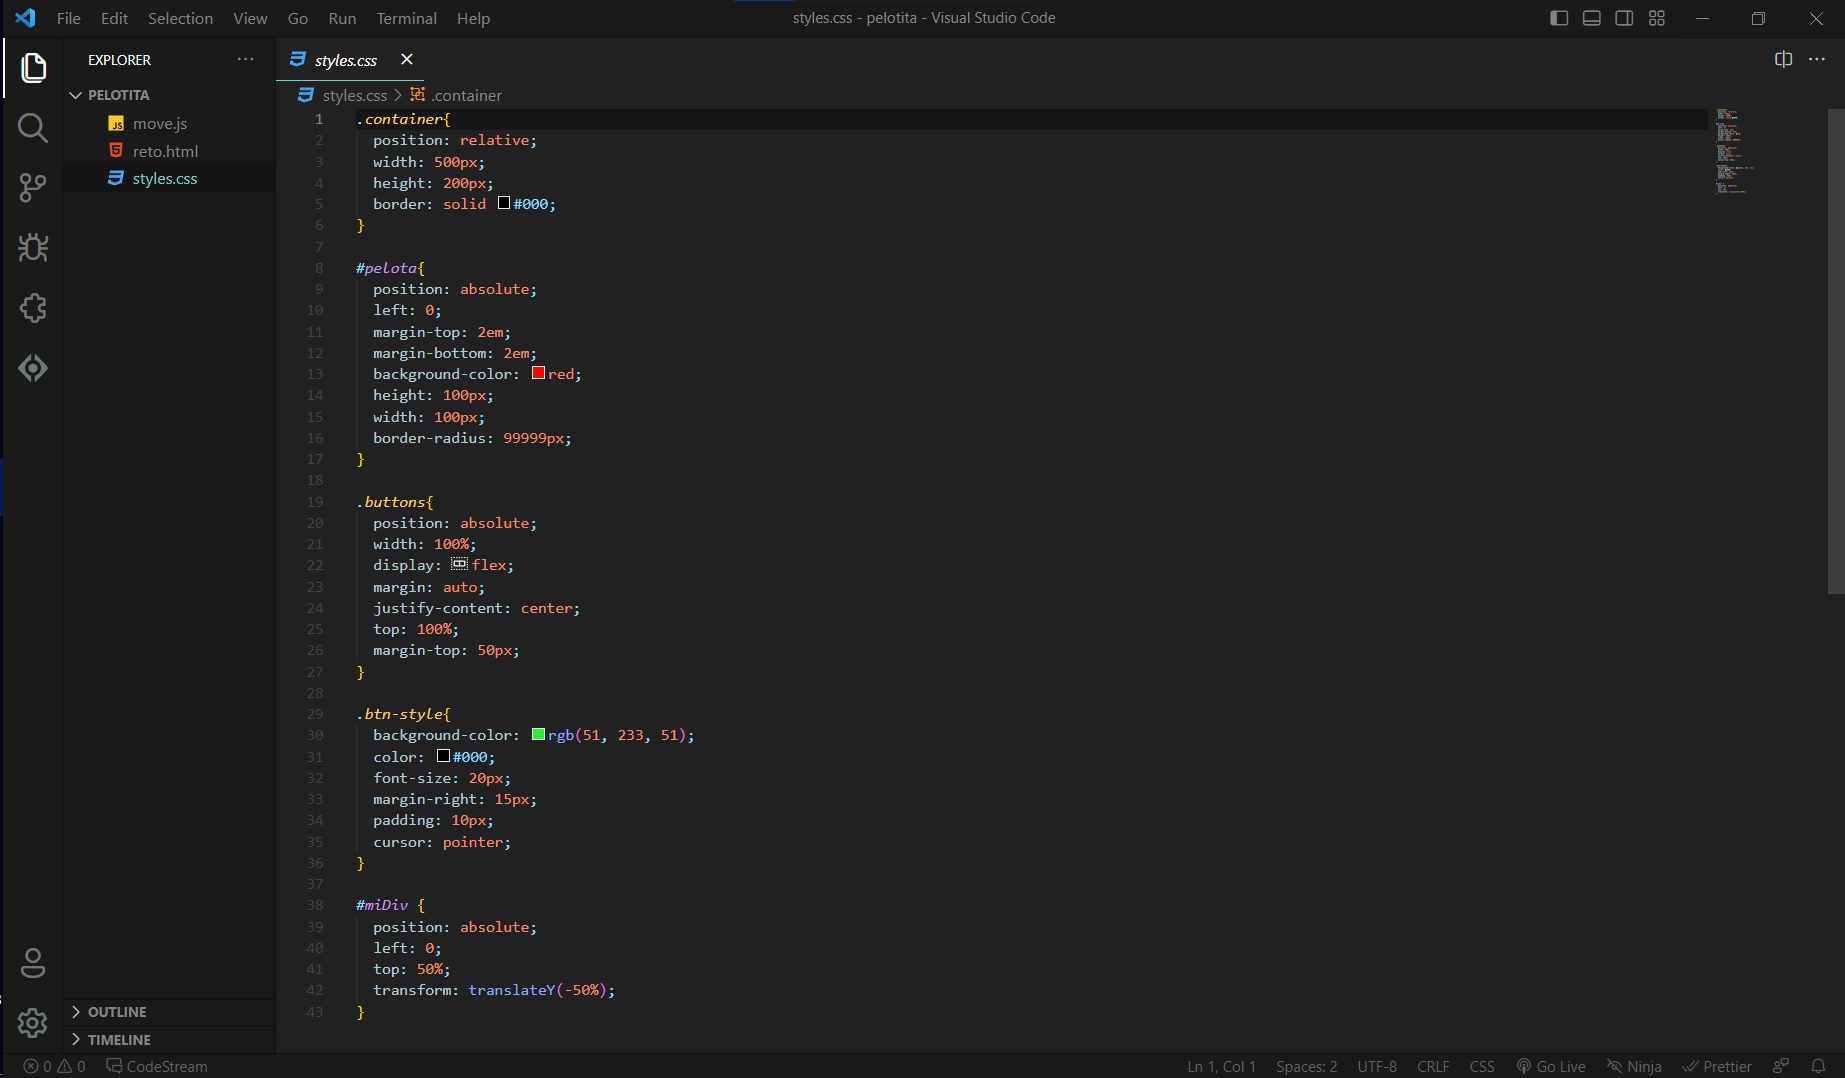 File Edit Selection View Go Run Terminal Help
styles.css - pelotita - Visual Studio Code
EXPLORER
PELOTITA
move.js
reto.html
styles.css
OUTLINE
TIMELINE
styles.css
styles.css > .container
1 .container{
2 position: relative;
3 width: 500px;
4 height: 200px;
5 border: solid #000;
6 }
7
8 #pelota{
9 position: absolute;
10 left: 0;
11 margin-top: 2em;
12 margin-bottom: 2em;
13 background-color: red;
14 height: 100px;
15 width: 100px;
16 border-radius: 99999px;
17 }
18
19 .buttons{
20 position: absolute;
21 width: 100%;
22 display: flex;
23 margin: auto;
24 justify-content: center;
25 top: 100%;
26 margin-top: 50px;
27 }
28
29 .btn-style{
30 background-color: rgb(51, 233, 51);
31 color: #000;
32 font-size: 20px;
33 margin-right: 15px;
34 padding: 10px;
35 cursor: pointer;
36 }
37
38 #miDiv {
39 position: absolute;
40 left: 0;
41 top: 50%;
42 transform: translateY(-50%);
43 }
0 0 CodeStream
Ln 1, Col 1 Spaces: 2 UTF-8 CRLF CSS Go Live Ninja Prettier